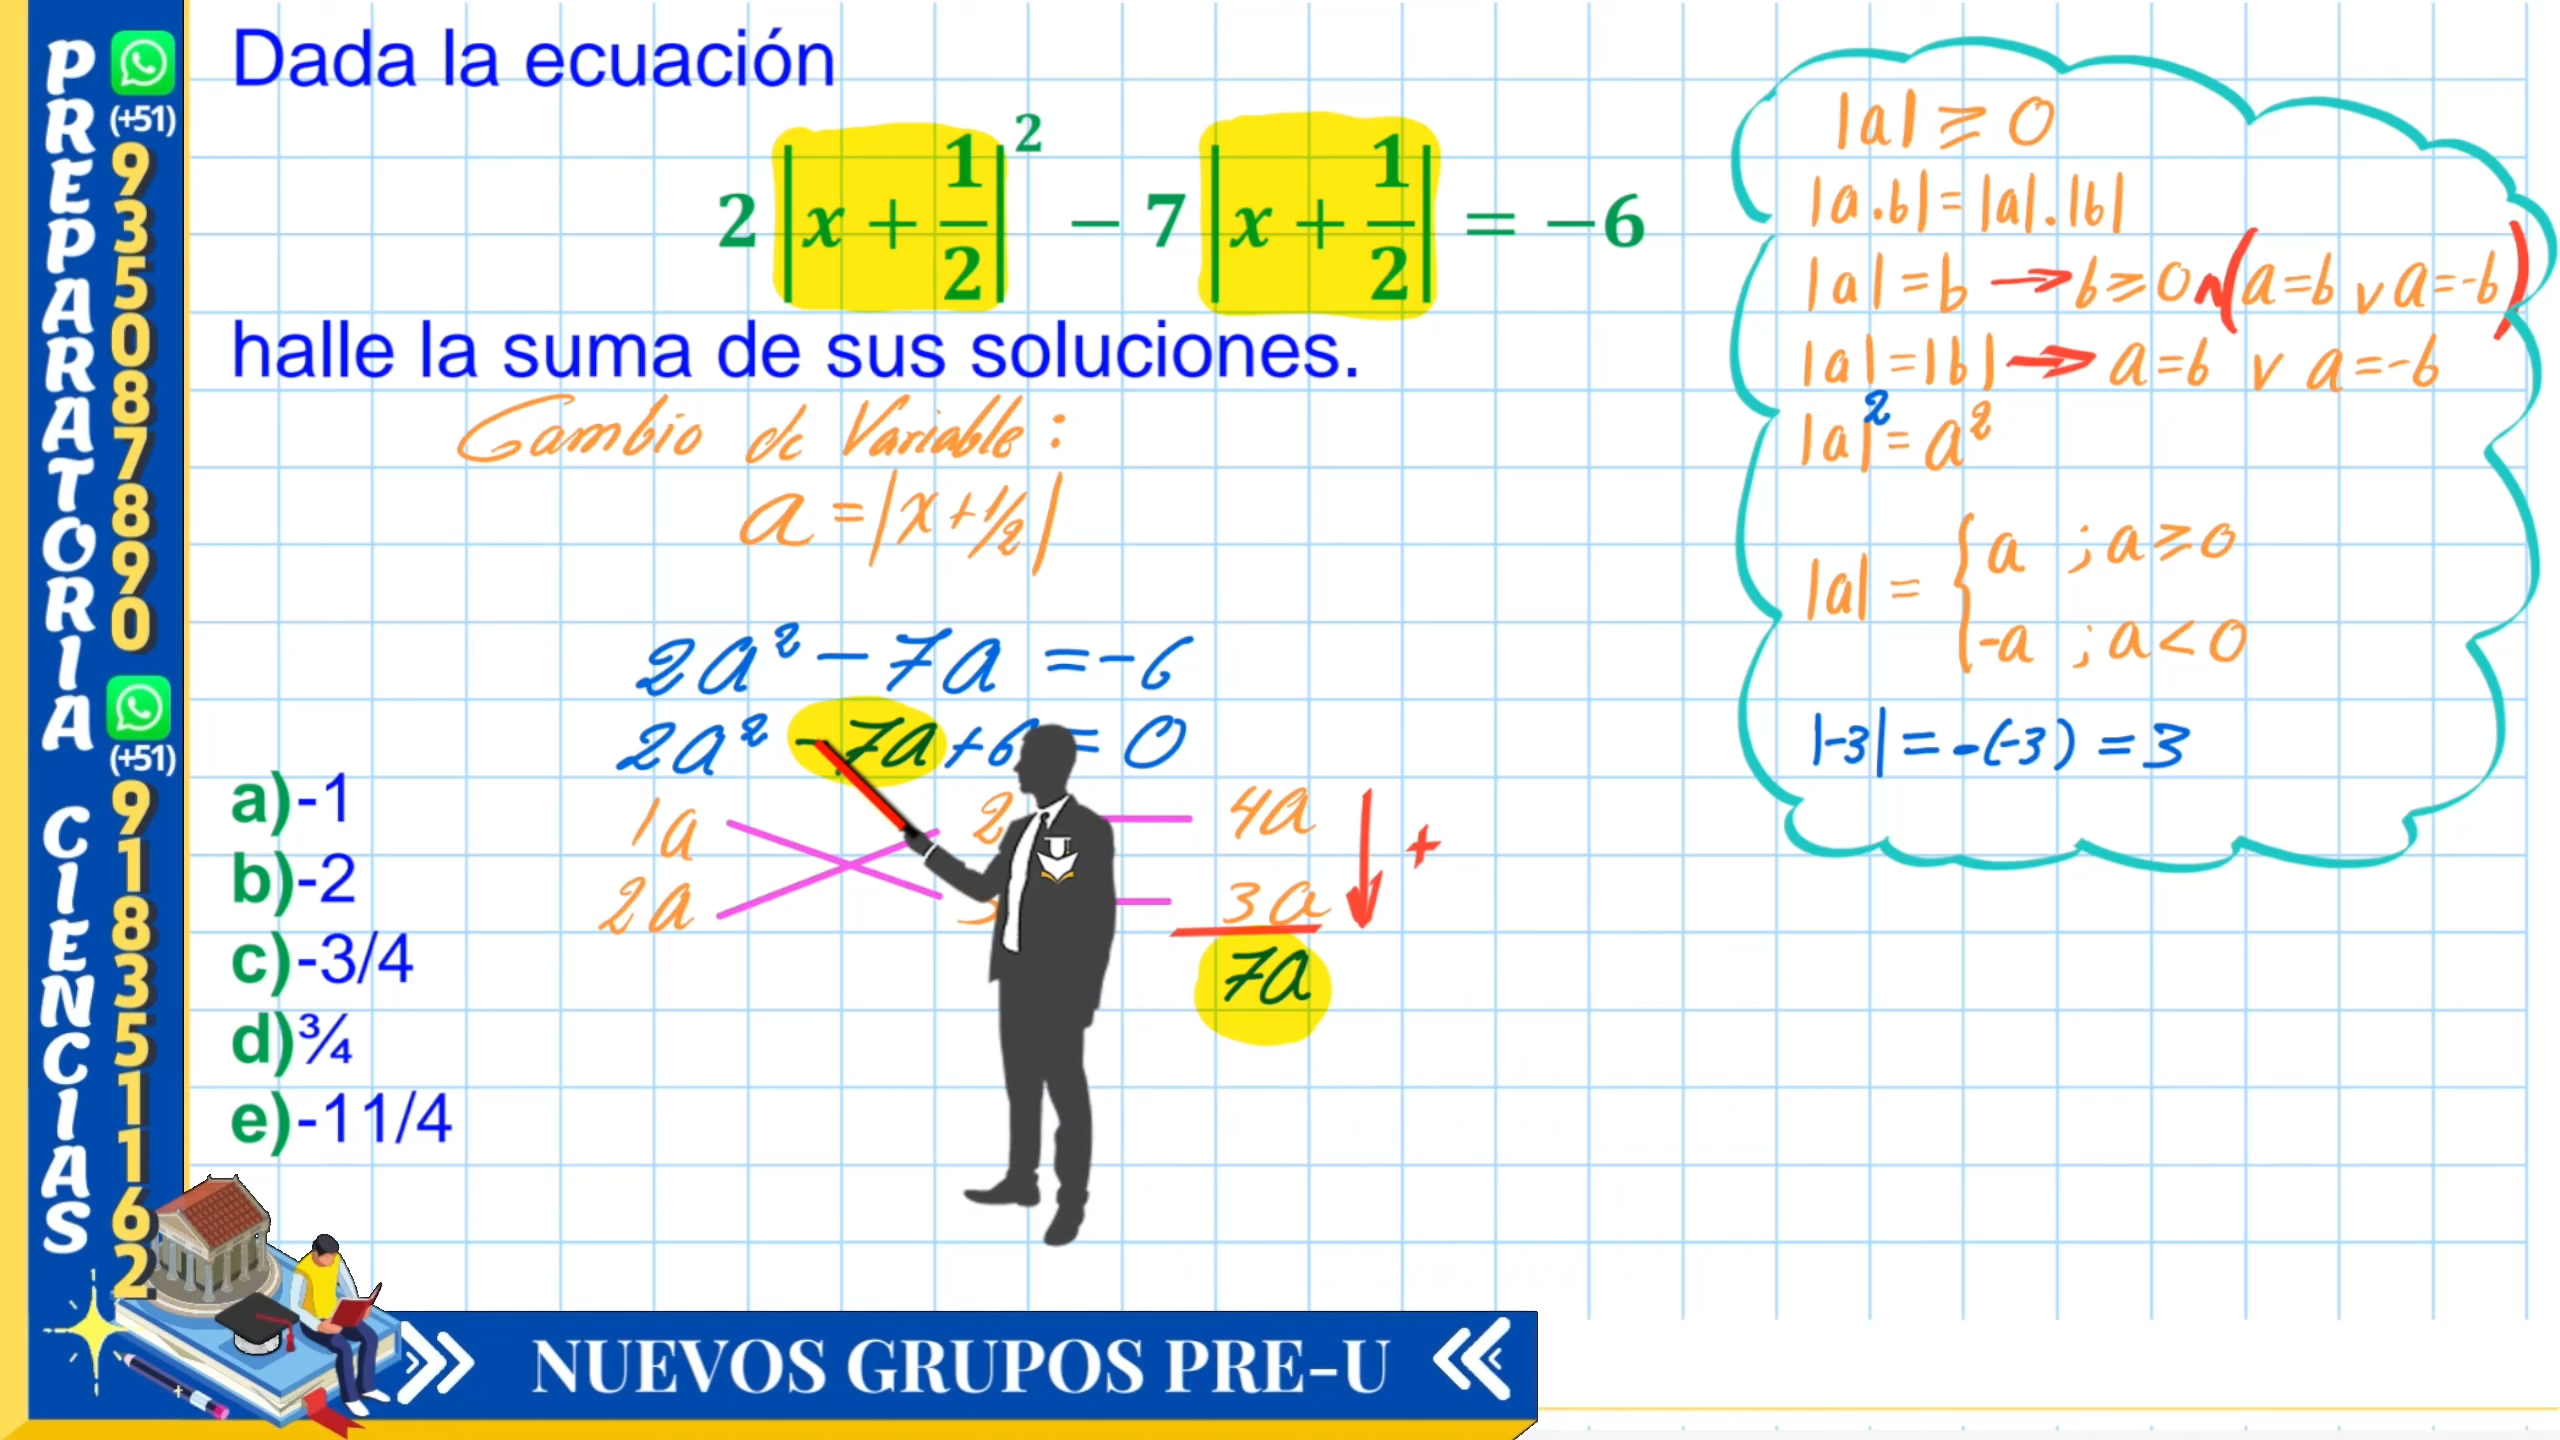 PREPARATORIA CIENCIAS
(+51)
935087890
(+51)
918351162
Dada la ecuación
2|x + 1/2|² − 7|x + 1/2| = −6
halle la suma de sus soluciones.
Cambio de Variable:
a = |x+1/2|
2a² − 7a = -6
2a² − 7a +6 = 0
1a 2 4a
2a 3a +
7a
a)-1
b)-2
c)-3/4
d)¾
e)-11/4
|a| ≥ 0
|a.b| = |a|.|b|
|a| = b → b ≥ 0 ∧ (a=b ∨ a=-b)
|a| = |b| → a=b ∨ a=-b
|a|² = a²
|a| = { a ; a ≥ 0
-a ; a < 0
|-3| = -(-3) = 3
NUEVOS GRUPOS PRE-U